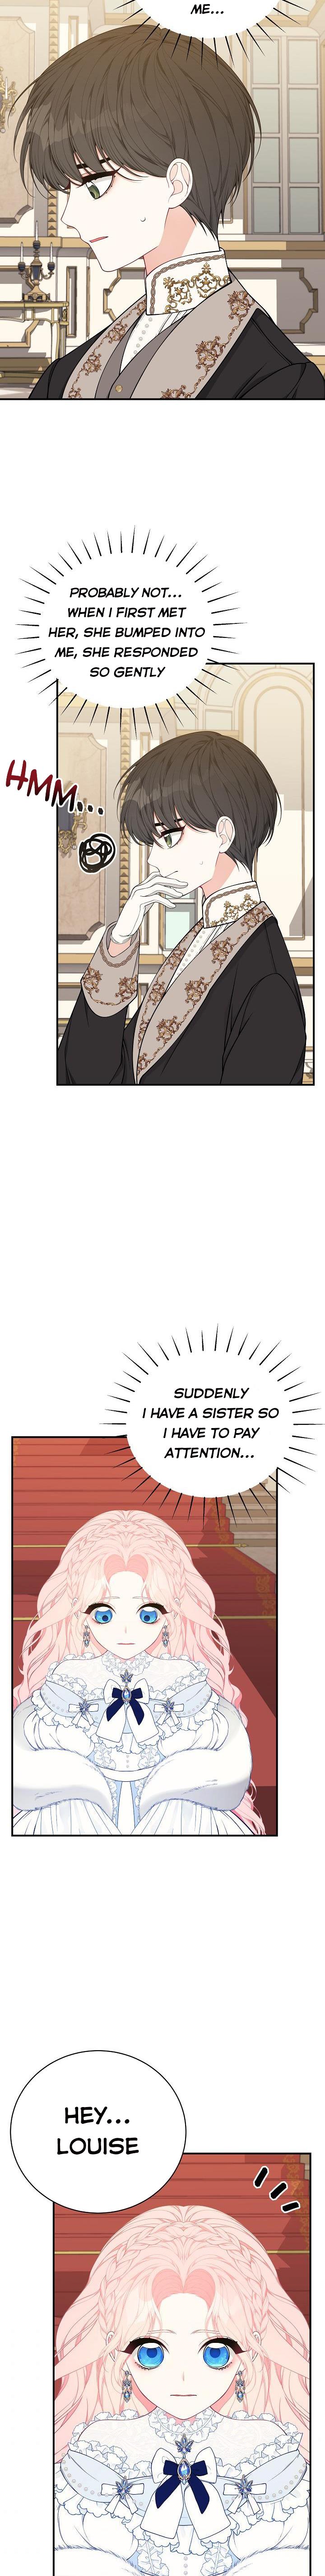 ME...
PROBABLY NOT...
WHEN I FIRST MET
HER, SHE BUMPED INTO
ME, SHE RESPONDED
SO GENTLY
HMM...
SUDDENLY
I HAVE A SISTER SO
I HAVE TO PAY
ATTENTION...
HEY...
LOUISE